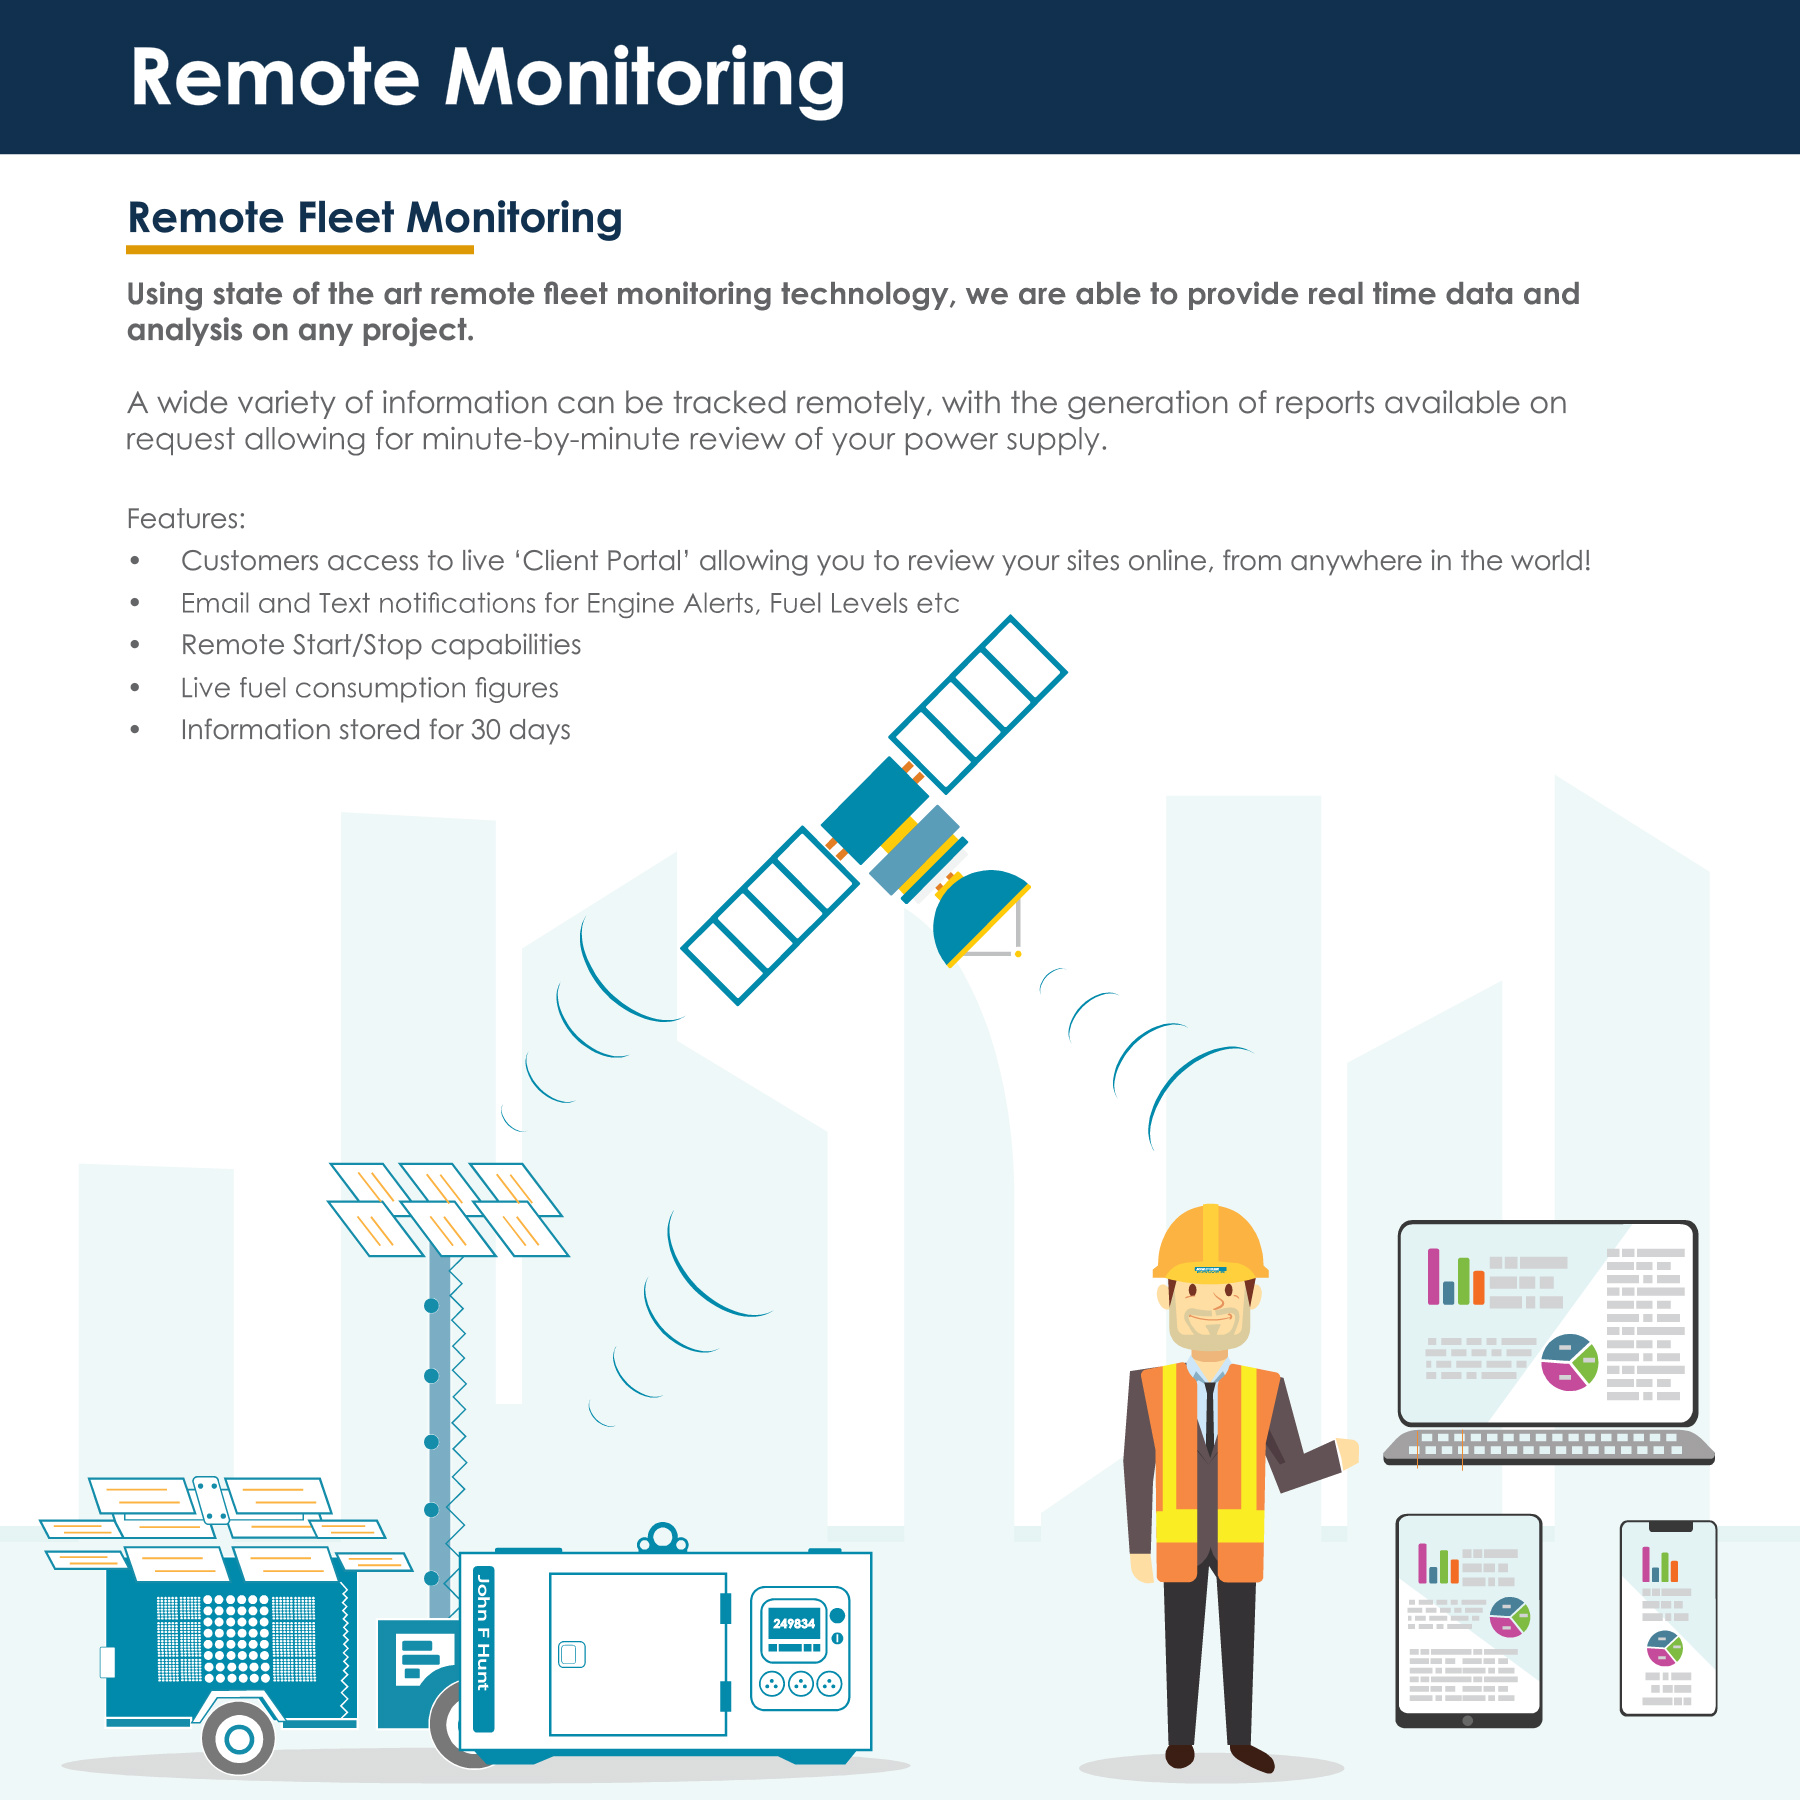 Remote Monitoring
Remote Fleet Monitoring
Using state of the art remote fleet monitoring technology, we are able to provide real time data and
analysis on any project.
A wide variety of information can be tracked remotely, with the generation of reports available on
request allowing for minute-by-minute review of your power supply.
Features:
• Customers access to live ‘Client Portal’ allowing you to review your sites online, from anywhere in the world!
• Email and Text notifications for Engine Alerts, Fuel Levels etc
• Remote Start/Stop capabilities
• Live fuel consumption figures
• Information stored for 30 days
John F Hunt
249834